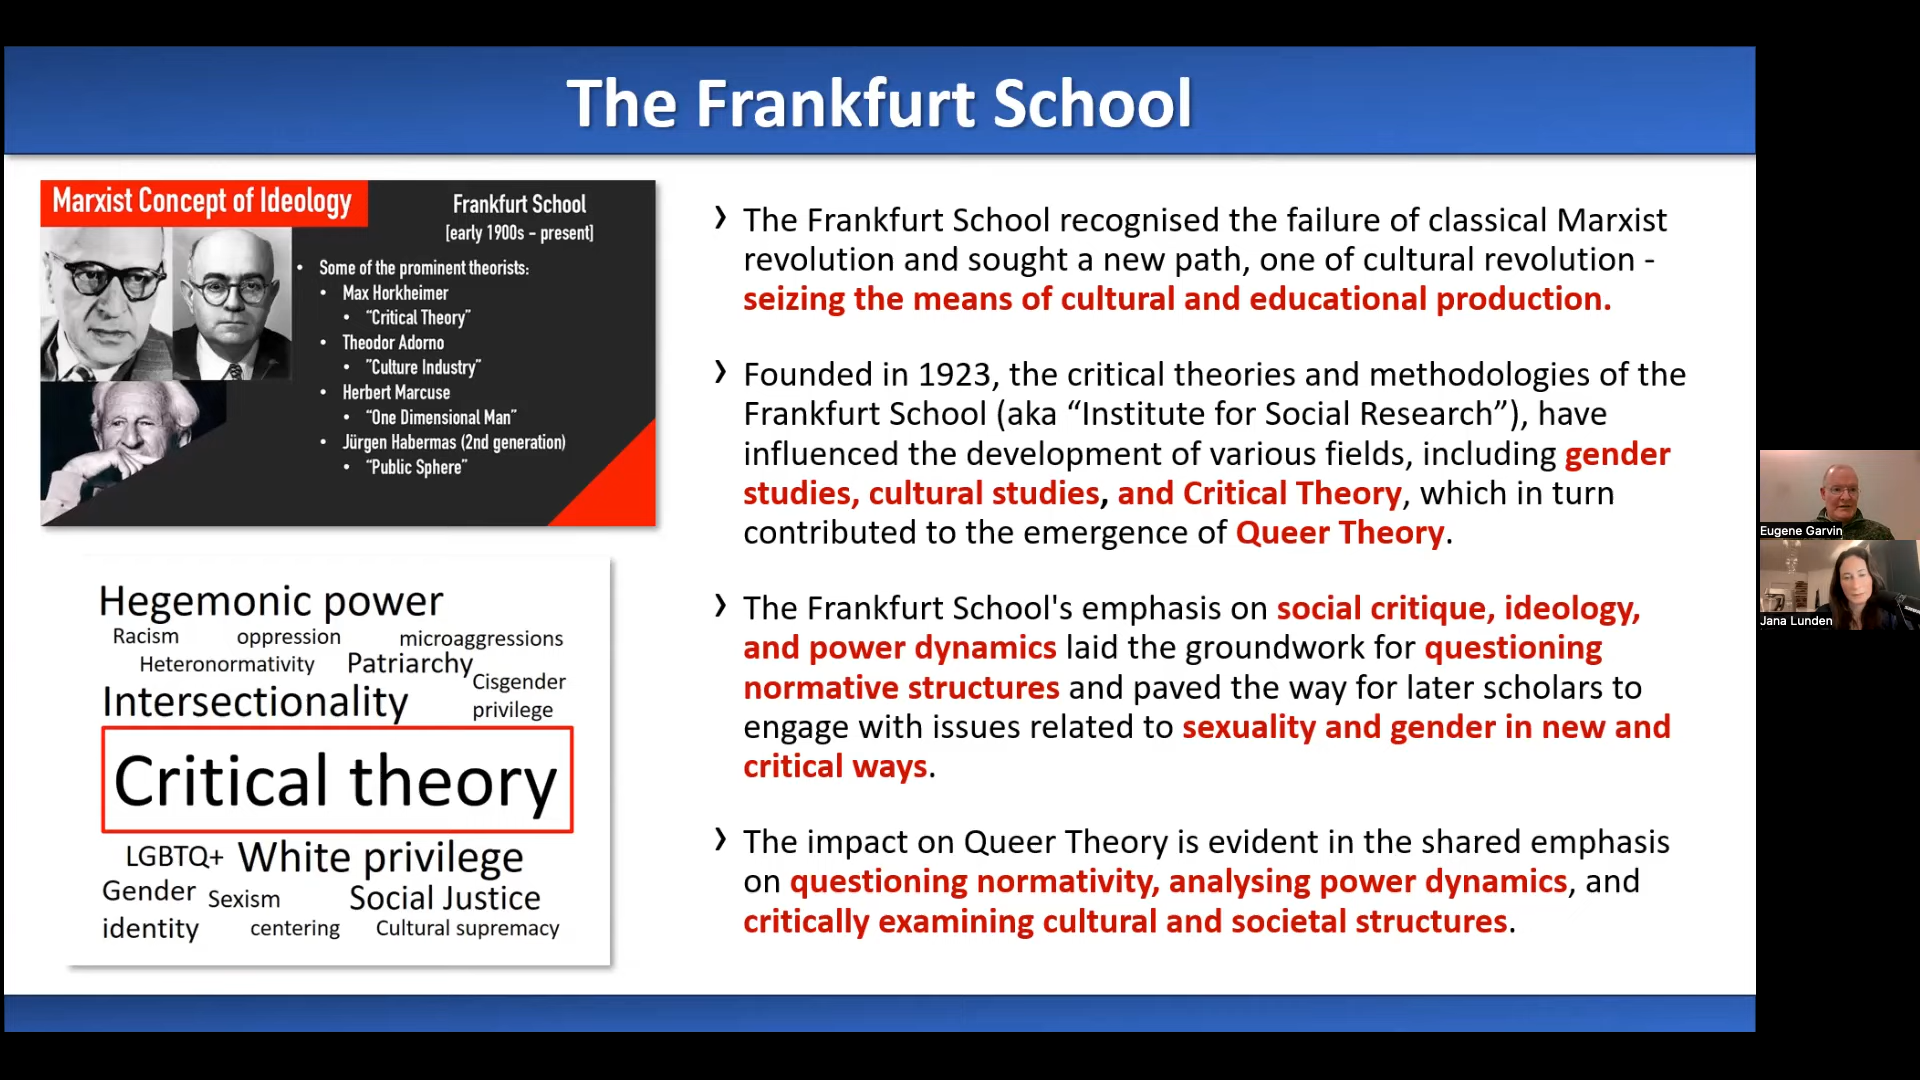 The Frankfurt School
Marxist Concept of Ideology
Frankfurt School
[early 1900s – present]
• Some of the prominent theorists:
• Max Horkheimer
• “Critical Theory”
• Theodor Adorno
• ”Culture Industry”
• Herbert Marcuse
• “One Dimensional Man”
• Jürgen Habermas (2nd generation)
• “Public Sphere”
Hegemonic power
Racism oppression microaggressions
Heteronormativity Patriarchy
Cisgender
privilege
Intersectionality
Critical theory
LGBTQ+ White privilege
Gender
identity
Sexism Social Justice
centering Cultural supremacy
› The Frankfurt School recognised the failure of classical Marxist
revolution and sought a new path, one of cultural revolution -
seizing the means of cultural and educational production.
› Founded in 1923, the critical theories and methodologies of the
Frankfurt School (aka “Institute for Social Research”), have
influenced the development of various fields, including gender
studies, cultural studies, and Critical Theory, which in turn
contributed to the emergence of Queer Theory.
› The Frankfurt School's emphasis on social critique, ideology,
and power dynamics laid the groundwork for questioning
normative structures and paved the way for later scholars to
engage with issues related to sexuality and gender in new and
critical ways.
› The impact on Queer Theory is evident in the shared emphasis
on questioning normativity, analysing power dynamics, and
critically examining cultural and societal structures.
Eugene Garvin
Jana Lunden